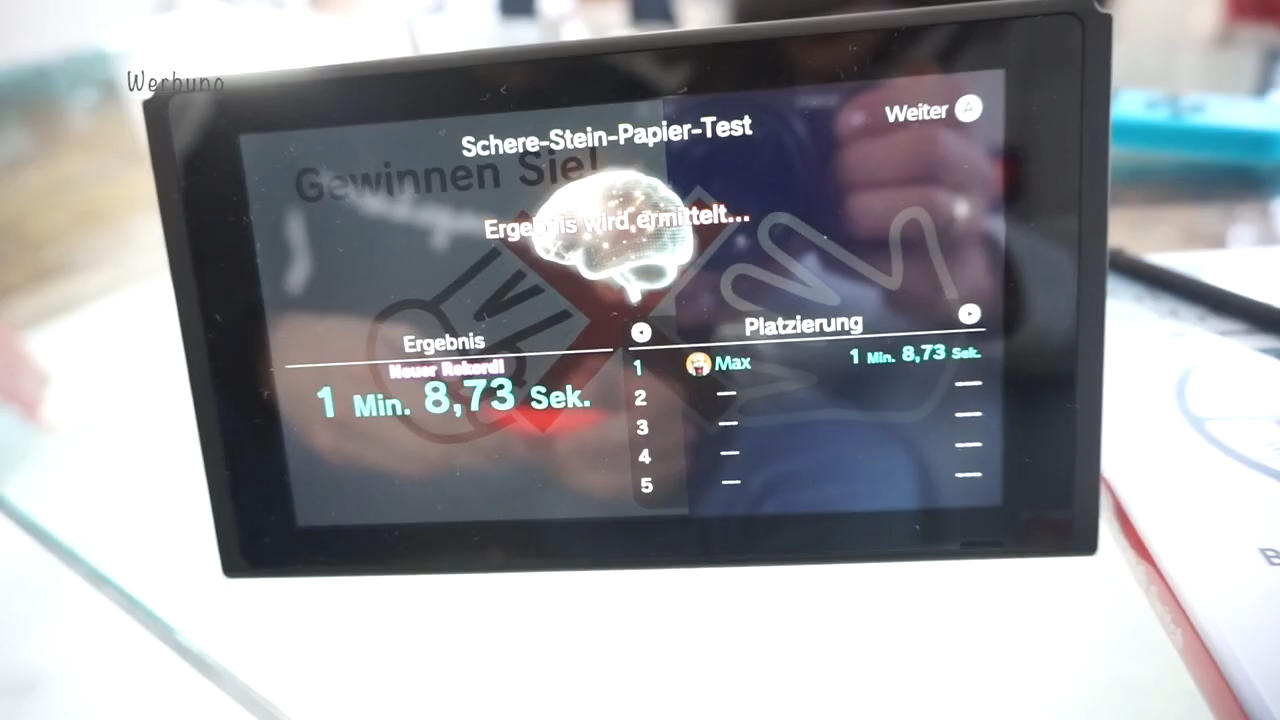 Werbung
Schere-Stein-Papier-Test
Weiter A
Gewinnen Sie!
Ergebnis wird ermittelt...
Ergebnis
Neuer Rekord!
1 Min. 8,73 Sek.
Platzierung
1 Max 1 Min. 8,73 Sek.
2 — —
3 — —
4 — —
5 — —
B